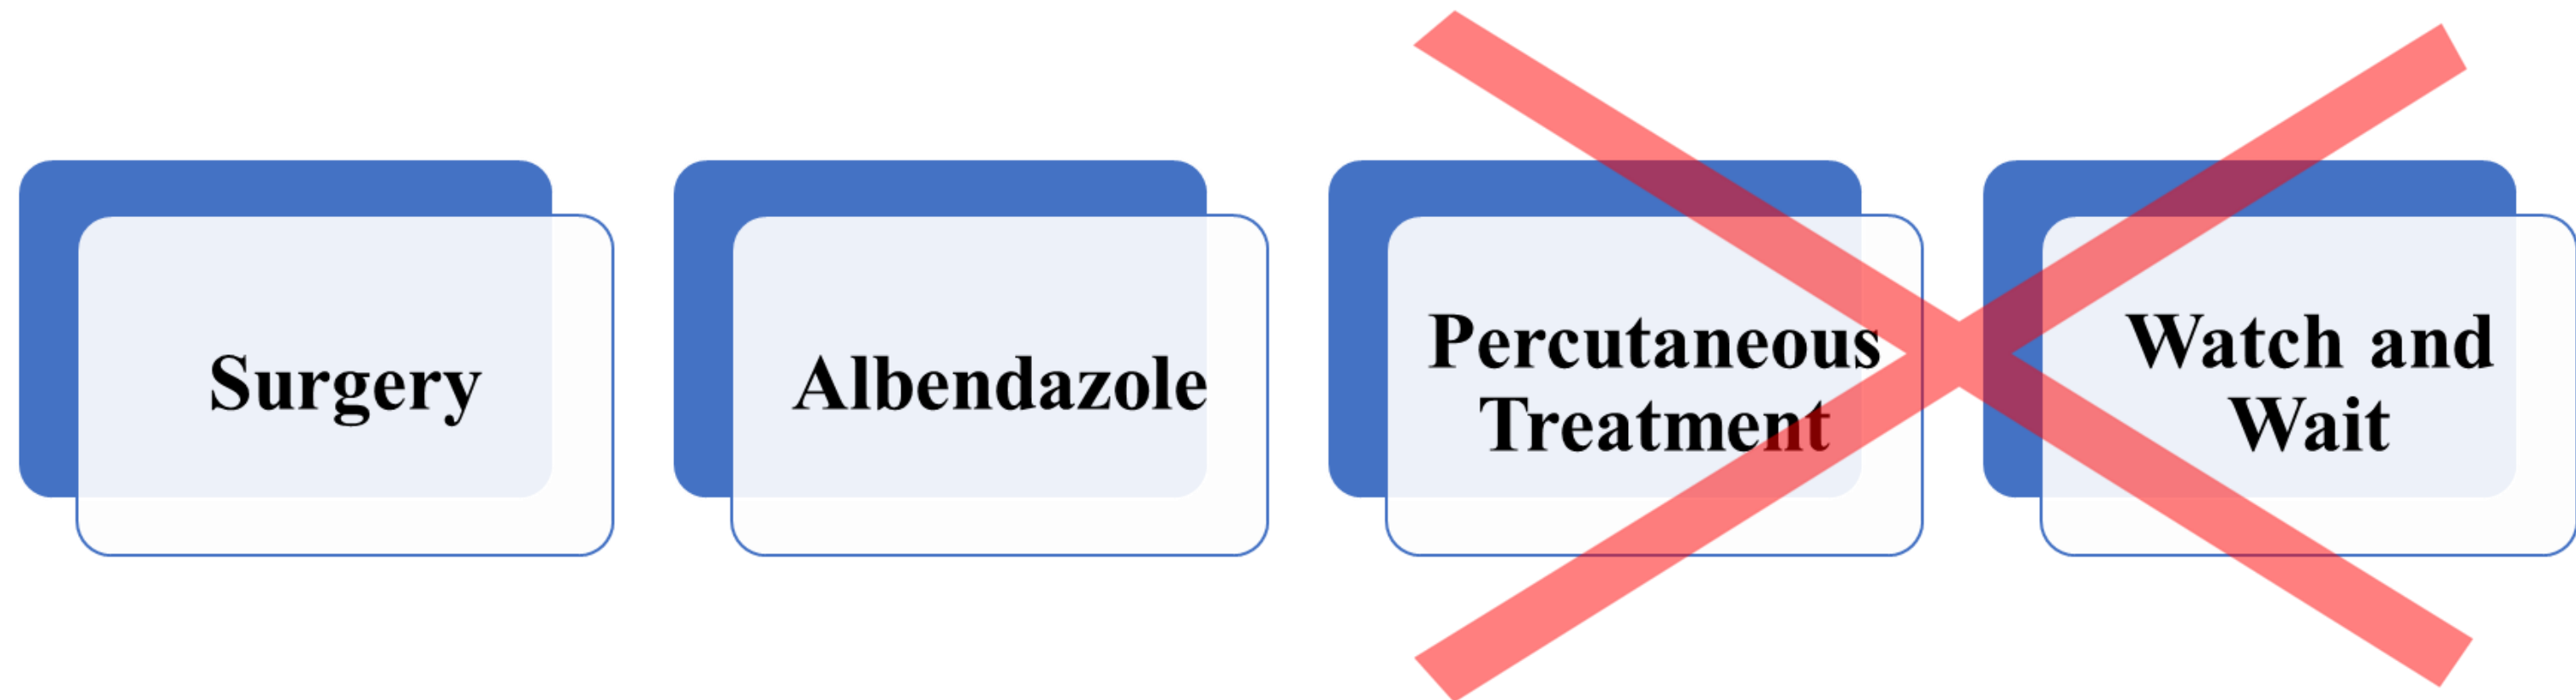 Surgery
Albendazole
Percutaneous
Treatment
Watch and
Wait